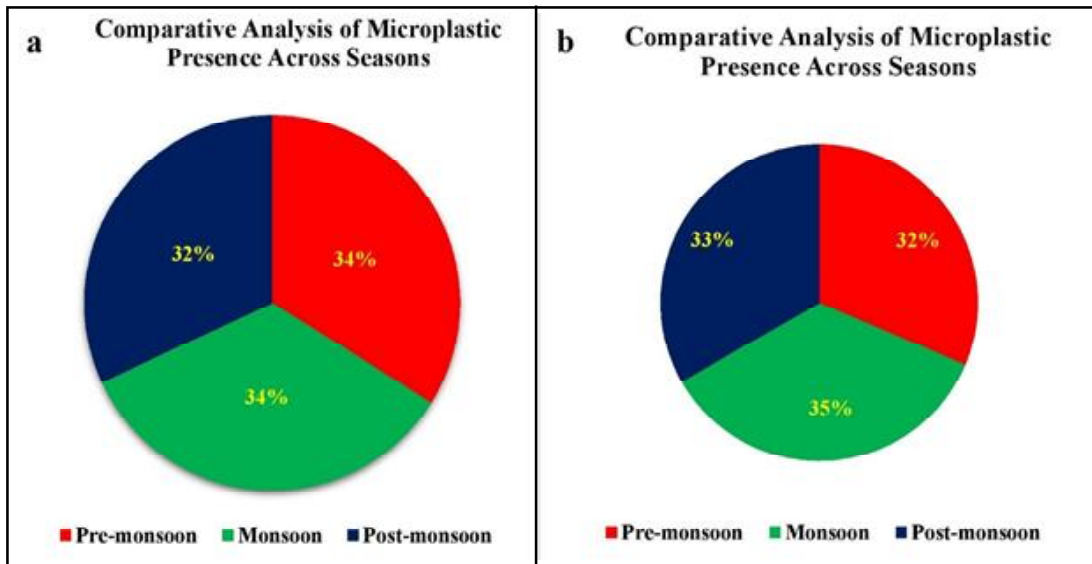 a
Comparative Analysis of Microplastic
Presence Across Seasons
32%
34%
34%
Pre-monsoon Monsoon Post-monsoon
b
Comparative Analysis of Microplastic
Presence Across Seasons
33%
32%
35%
Pre-monsoon Monsoon Post-monsoon